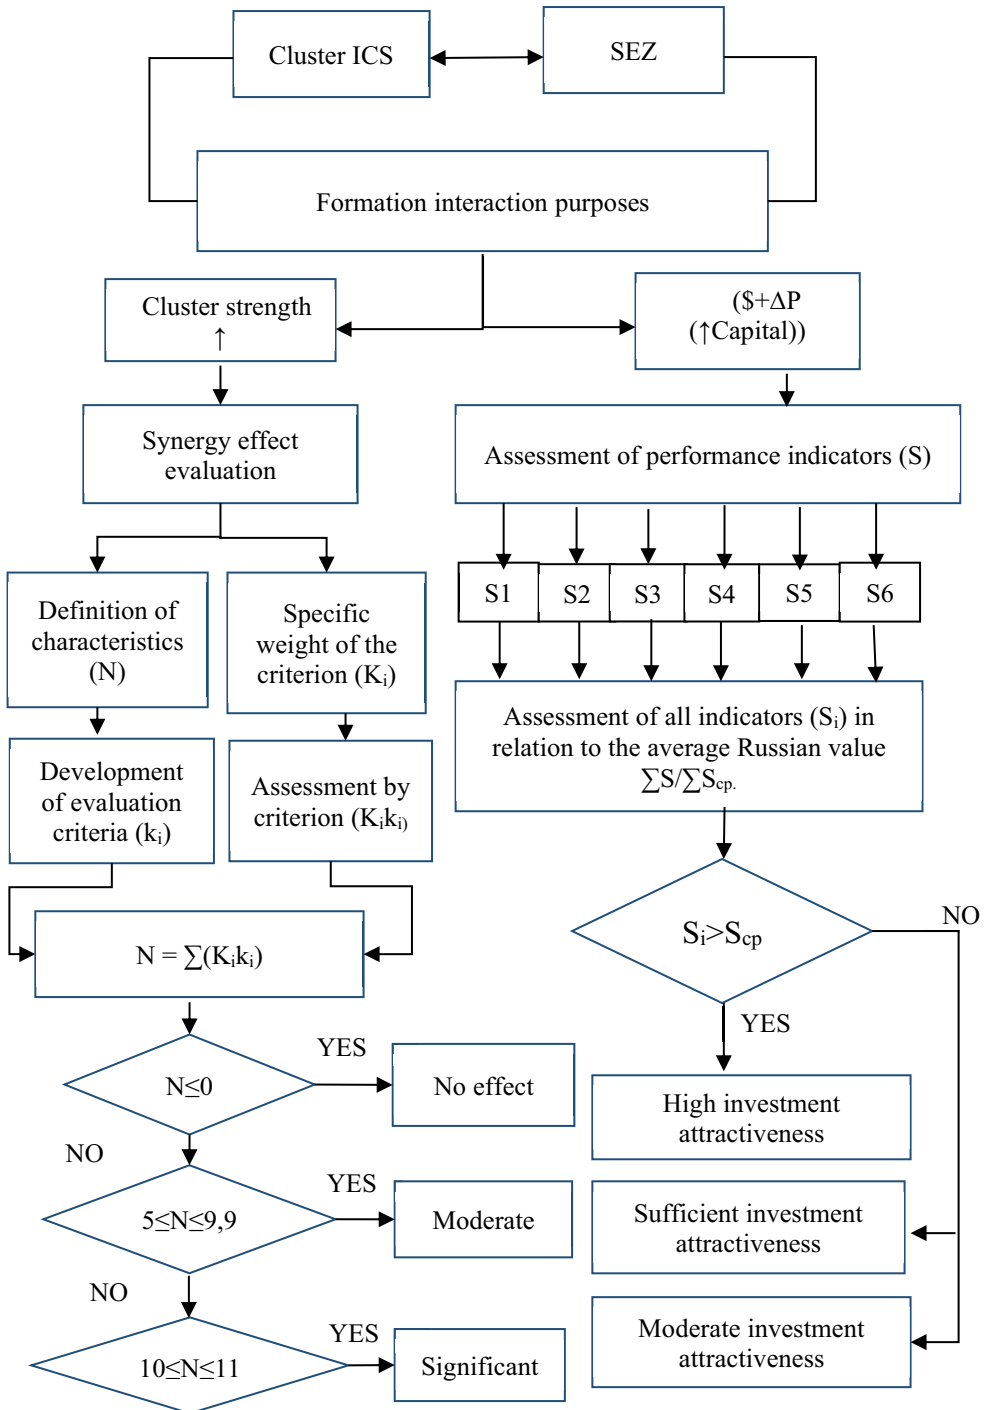 Cluster ICS
SEZ
Formation interaction purposes
Cluster strength
↑
($+ΔP
(↑Capital))
Synergy effect
evaluation
Assessment of performance indicators (S)
S1
S2
S3
S4
S5
S6
Definition of
characteristics
(N)
Specific
weight of the
criterion (Kᵢ)
Assessment of all indicators (Sᵢ) in
relation to the average Russian value
∑S/∑Scp.
Development
of evaluation
criteria (kᵢ)
Assessment by
criterion (Kᵢkᵢ)
N = ∑(Kᵢkᵢ)
Sᵢ>Scp
NO
YES
N≤0
YES
No effect
High investment
attractiveness
NO
5≤N≤9,9
YES
Moderate
Sufficient investment
attractiveness
NO
10≤N≤11
YES
Significant
Moderate investment
attractiveness